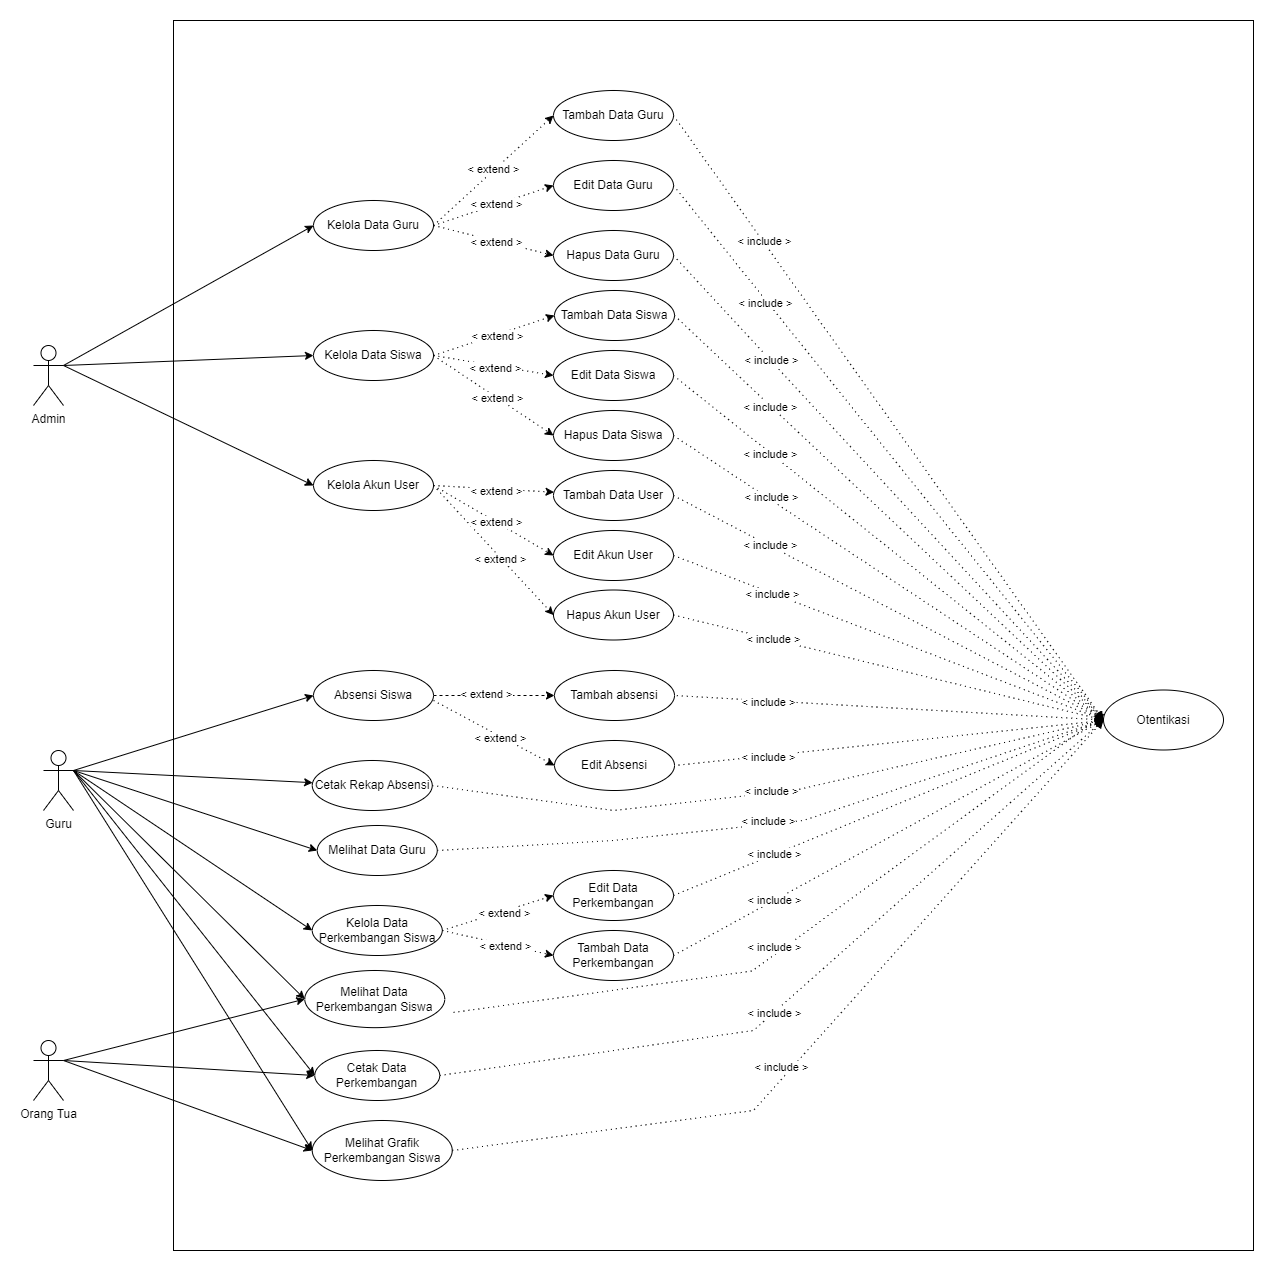 Tambah Data Guru
< extend >
Edit Data Guru
< extend >
Kelola Data Guru
< extend >
< include >
Hapus Data Guru
< include >
Tambah Data Siswa
< extend >
Kelola Data Siswa
< include >
< extend >
Edit Data Siswa
< extend >
< include >
Admin
Hapus Data Siswa
< include >
Kelola Akun User
< extend >
Tambah Data User
< include >
< extend >
< include >
Edit Akun User
< extend >
< include >
Hapus Akun User
< include >
Absensi Siswa
< extend >
Tambah absensi
< include >
Otentikasi
< extend >
< include >
Edit Absensi
Cetak Rekap Absensi
< include >
Guru
< include >
Melihat Data Guru
< include >
Edit Data
Perkembangan
< include >
Kelola Data
Perkembangan Siswa
< extend >
< extend >
Tambah Data
Perkembangan
< include >
Melihat Data
Perkembangan Siswa
< include >
Cetak Data
Perkembangan
< include >
Orang Tua
Melihat Grafik
Perkembangan Siswa